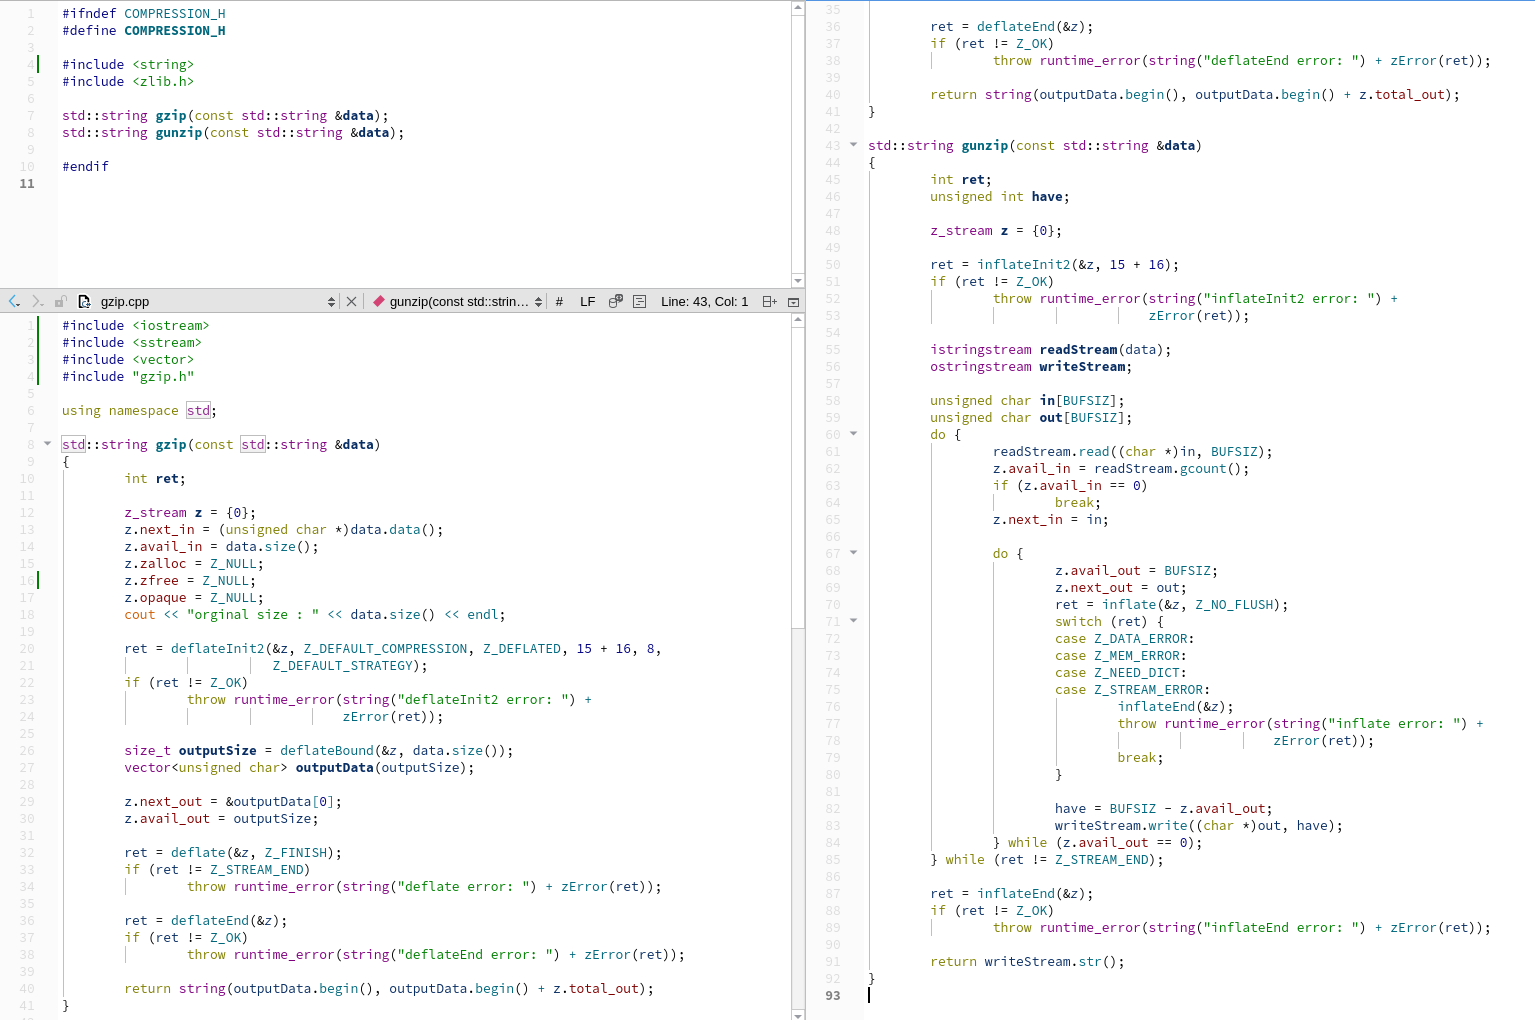 1 #ifndef COMPRESSION_H
2 #define COMPRESSION_H
3
4 #include <string>
5 #include <zlib.h>
6
7 std::string gzip(const std::string &data);
8 std::string gunzip(const std::string &data);
9
10 #endif
11
gzip.cpp gunzip(const std::strin... # LF Line: 43, Col: 1
1 #include <iostream>
2 #include <sstream>
3 #include <vector>
4 #include "gzip.h"
5
6 using namespace std;
7
8 std::string gzip(const std::string &data)
9 {
10 int ret;
11
12 z_stream z = {0};
13 z.next_in = (unsigned char *)data.data();
14 z.avail_in = data.size();
15 z.zalloc = Z_NULL;
16 z.zfree = Z_NULL;
17 z.opaque = Z_NULL;
18 cout << "orginal size : " << data.size() << endl;
19
20 ret = deflateInit2(&z, Z_DEFAULT_COMPRESSION, Z_DEFLATED, 15 + 16, 8,
21 Z_DEFAULT_STRATEGY);
22 if (ret != Z_OK)
23 throw runtime_error(string("deflateInit2 error: ") +
24 zError(ret));
25
26 size_t outputSize = deflateBound(&z, data.size());
27 vector<unsigned char> outputData(outputSize);
28
29 z.next_out = &outputData[0];
30 z.avail_out = outputSize;
31
32 ret = deflate(&z, Z_FINISH);
33 if (ret != Z_STREAM_END)
34 throw runtime_error(string("deflate error: ") + zError(ret));
35
36 ret = deflateEnd(&z);
37 if (ret != Z_OK)
38 throw runtime_error(string("deflateEnd error: ") + zError(ret));
39
40 return string(outputData.begin(), outputData.begin() + z.total_out);
41 }
35
36 ret = deflateEnd(&z);
37 if (ret != Z_OK)
38 throw runtime_error(string("deflateEnd error: ") + zError(ret));
39
40 return string(outputData.begin(), outputData.begin() + z.total_out);
41 }
42
43 std::string gunzip(const std::string &data)
44 {
45 int ret;
46 unsigned int have;
47
48 z_stream z = {0};
49
50 ret = inflateInit2(&z, 15 + 16);
51 if (ret != Z_OK)
52 throw runtime_error(string("inflateInit2 error: ") +
53 zError(ret));
54
55 istringstream readStream(data);
56 ostringstream writeStream;
57
58 unsigned char in[BUFSIZ];
59 unsigned char out[BUFSIZ];
60 do {
61 readStream.read((char *)in, BUFSIZ);
62 z.avail_in = readStream.gcount();
63 if (z.avail_in == 0)
64 break;
65 z.next_in = in;
66
67 do {
68 z.avail_out = BUFSIZ;
69 z.next_out = out;
70 ret = inflate(&z, Z_NO_FLUSH);
71 switch (ret) {
72 case Z_DATA_ERROR:
73 case Z_MEM_ERROR:
74 case Z_NEED_DICT:
75 case Z_STREAM_ERROR:
76 inflateEnd(&z);
77 throw runtime_error(string("inflate error: ") +
78 zError(ret));
79 break;
80 }
81
82 have = BUFSIZ - z.avail_out;
83 writeStream.write((char *)out, have);
84 } while (z.avail_out == 0);
85 } while (ret != Z_STREAM_END);
86
87 ret = inflateEnd(&z);
88 if (ret != Z_OK)
89 throw runtime_error(string("inflateEnd error: ") + zError(ret));
90
91 return writeStream.str();
92 }
93